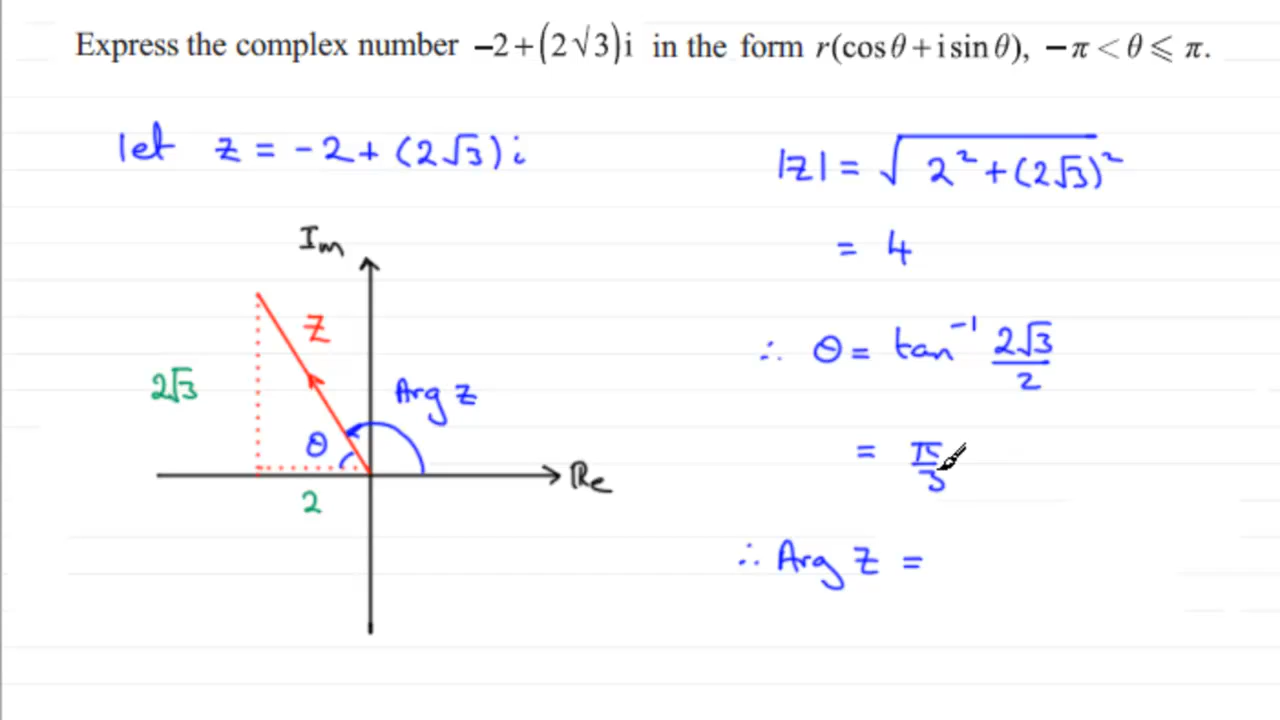 Express the complex number −2+(2√3)i in the form r(cosθ+isinθ), −π<θ⩽π.
let z = -2+(2√3)i
|z| = √2²+(2√3)²
= 4
∴ θ = tan⁻¹ 2√3/2
= π/3
∴ Arg z =
Im
z
2√3
Arg z
θ
Re
2